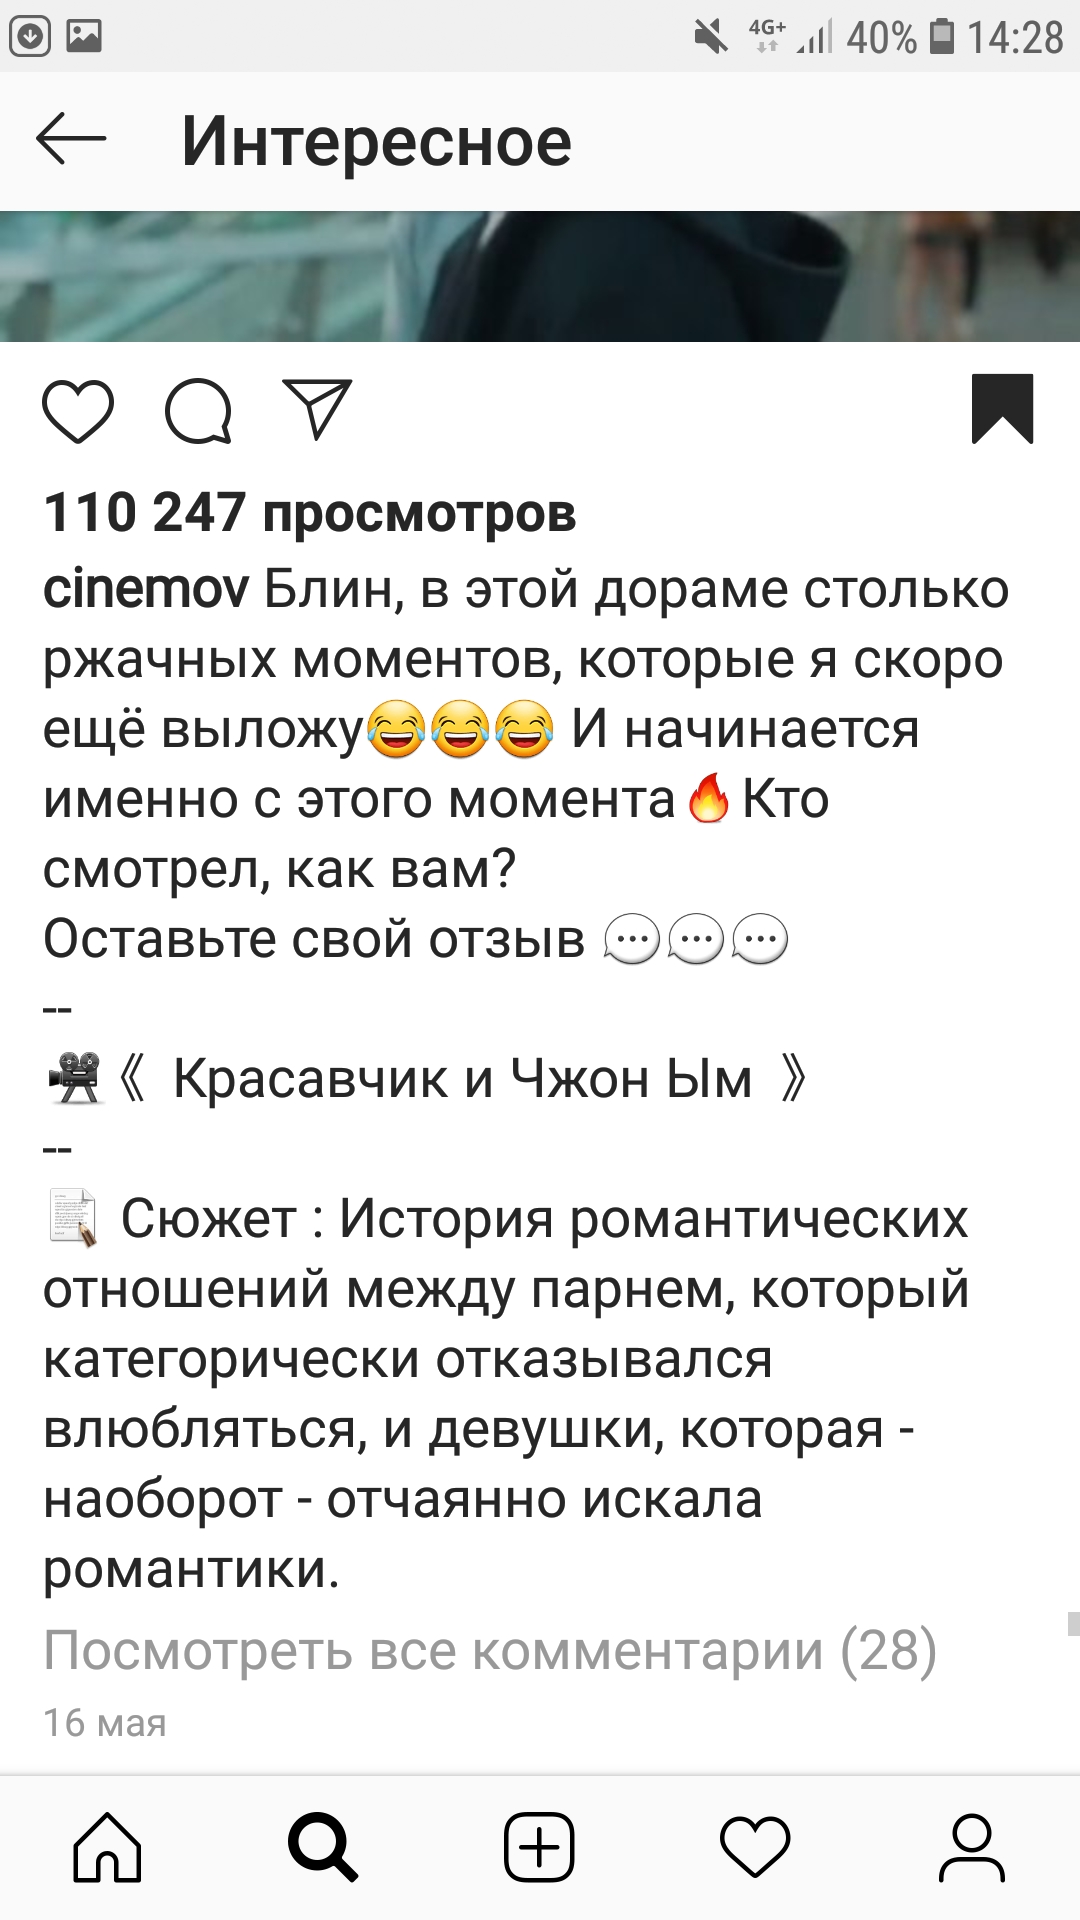 4G+ 40% 14:28
Интересное
110 247 просмотров
cinemov Блин, в этой дораме столько
ржачных моментов, которые я скоро
ещё выложу😂😂😂 И начинается
именно с этого момента🔥Кто
смотрел, как вам?
Оставьте свой отзыв 💬💬💬
--
🎥《 Красавчик и Чжон Ым 》
--
📝 Сюжет : История романтических
отношений между парнем, который
категорически отказывался
влюбляться, и девушки, которая -
наоборот - отчаянно искала
романтики.
Посмотреть все комментарии (28)
16 мая